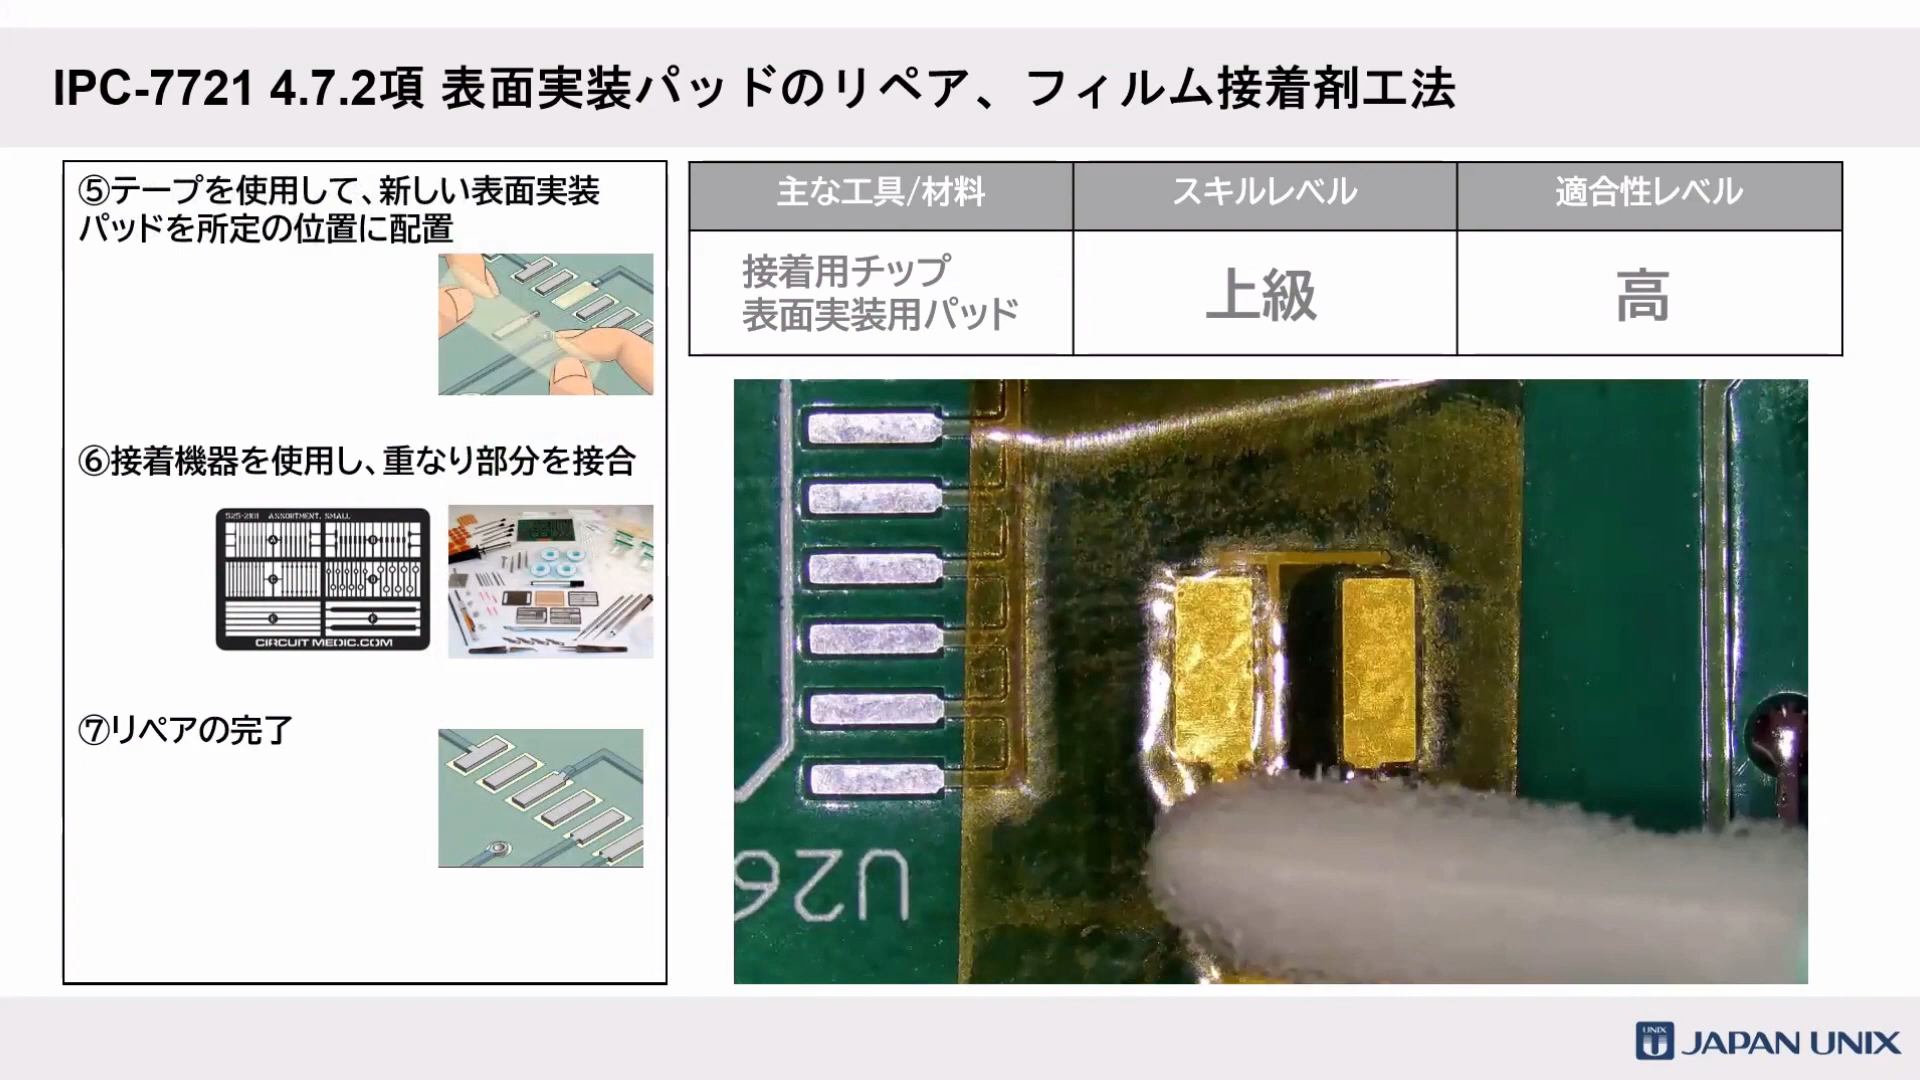 IPC-7721 4.7.2項 表面実装パッドのリペア、フィルム接着剤工法
⑤テープを使用して、新しい表面実装
パッドを所定の位置に配置
⑥接着機器を使用し、重なり部分を接合
525-2101 ASSORTMENT, SMALL
CIRCUIT MEDIC.COM
⑦リペアの完了
主な工具/材料
スキルレベル
適合性レベル
接着用チップ
表面実装用パッド
上級
高
U26
UNIX
JAPAN UNIX